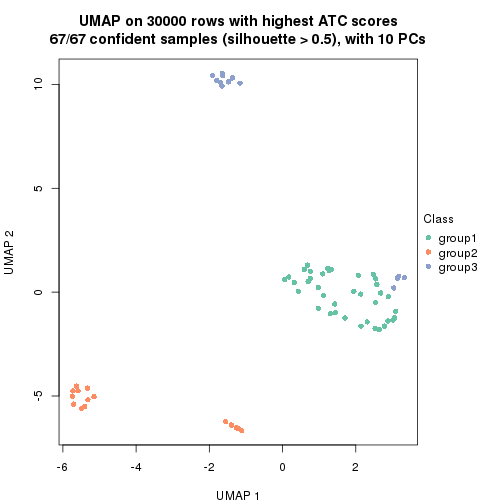 UMAP on 30000 rows with highest ATC scores
67/67 confident samples (silhouette > 0.5), with 10 PCs
10
5
0
-5
UMAP 2
-6
-4
-2
0
2
UMAP 1
Class
group1
group2
group3